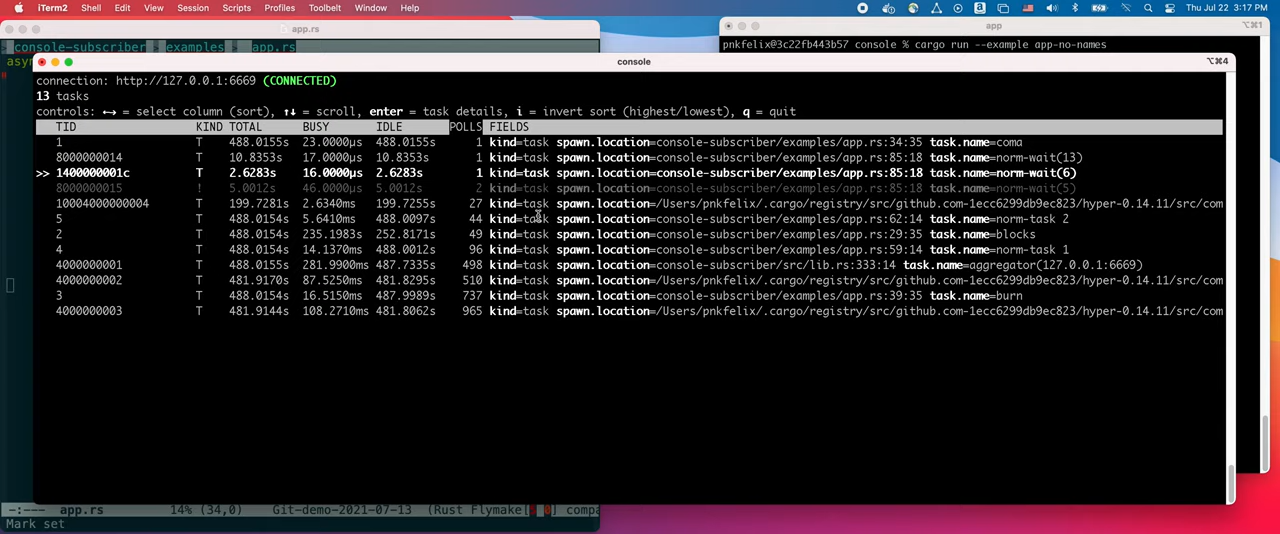 iTerm2 Shell Edit View Session Scripts Profiles Toolbelt Window Help Thu Jul 22 3:17 PM
app.rs
app ⌥⌘1
console-subscriber examples app.rs
pnkfelix@3c22fb443b57 console % cargo run --example app-no-names
console ⌥⌘4
connection: http://127.0.0.1:6669 (CONNECTED)
13 tasks
controls: ←→ = select column (sort), ↑↓ = scroll, enter = task details, i = invert sort (highest/lowest), q = quit
TID KIND TOTAL BUSY IDLE POLLS FIELDS
1 T 488.0155s 23.0000µs 488.0155s 1 kind=task spawn.location=console-subscriber/examples/app.rs:34:35 task.name=coma
8000000014 T 10.8353s 17.0000µs 10.8353s 1 kind=task spawn.location=console-subscriber/examples/app.rs:85:18 task.name=norm-wait(13)
>> 1400000001c T 2.6283s 16.0000µs 2.6283s 1 kind=task spawn.location=console-subscriber/examples/app.rs:85:18 task.name=norm-wait(6)
8000000015 ! 5.0012s 46.0000µs 5.0012s 2 kind=task spawn.location=console-subscriber/examples/app.rs:85:18 task.name=norm-wait(5)
10004000000004 T 199.7281s 2.6340ms 199.7255s 27 kind=task spawn.location=/Users/pnkfelix/.cargo/registry/src/github.com-1ecc6299db9ec823/hyper-0.14.11/src/com
5 T 488.0154s 5.6410ms 488.0097s 44 kind=task spawn.location=console-subscriber/examples/app.rs:62:14 task.name=norm-task 2
2 T 488.0154s 235.1983s 252.8171s 49 kind=task spawn.location=console-subscriber/examples/app.rs:29:35 task.name=blocks
4 T 488.0154s 14.1370ms 488.0012s 96 kind=task spawn.location=console-subscriber/examples/app.rs:59:14 task.name=norm-task 1
4000000001 T 488.0155s 281.9900ms 487.7335s 498 kind=task spawn.location=console-subscriber/src/lib.rs:333:14 task.name=aggregator(127.0.0.1:6669)
4000000002 T 481.9170s 87.5250ms 481.8295s 510 kind=task spawn.location=/Users/pnkfelix/.cargo/registry/src/github.com-1ecc6299db9ec823/hyper-0.14.11/src/com
3 T 488.0154s 16.5150ms 487.9989s 737 kind=task spawn.location=console-subscriber/examples/app.rs:39:35 task.name=burn
4000000003 T 481.9144s 108.2710ms 481.8062s 965 kind=task spawn.location=/Users/pnkfelix/.cargo/registry/src/github.com-1ecc6299db9ec823/hyper-0.14.11/src/com
-:--- app.rs 14% (34,0) Git-demo-2021-07-13 (Rust Flymake[
Mark set